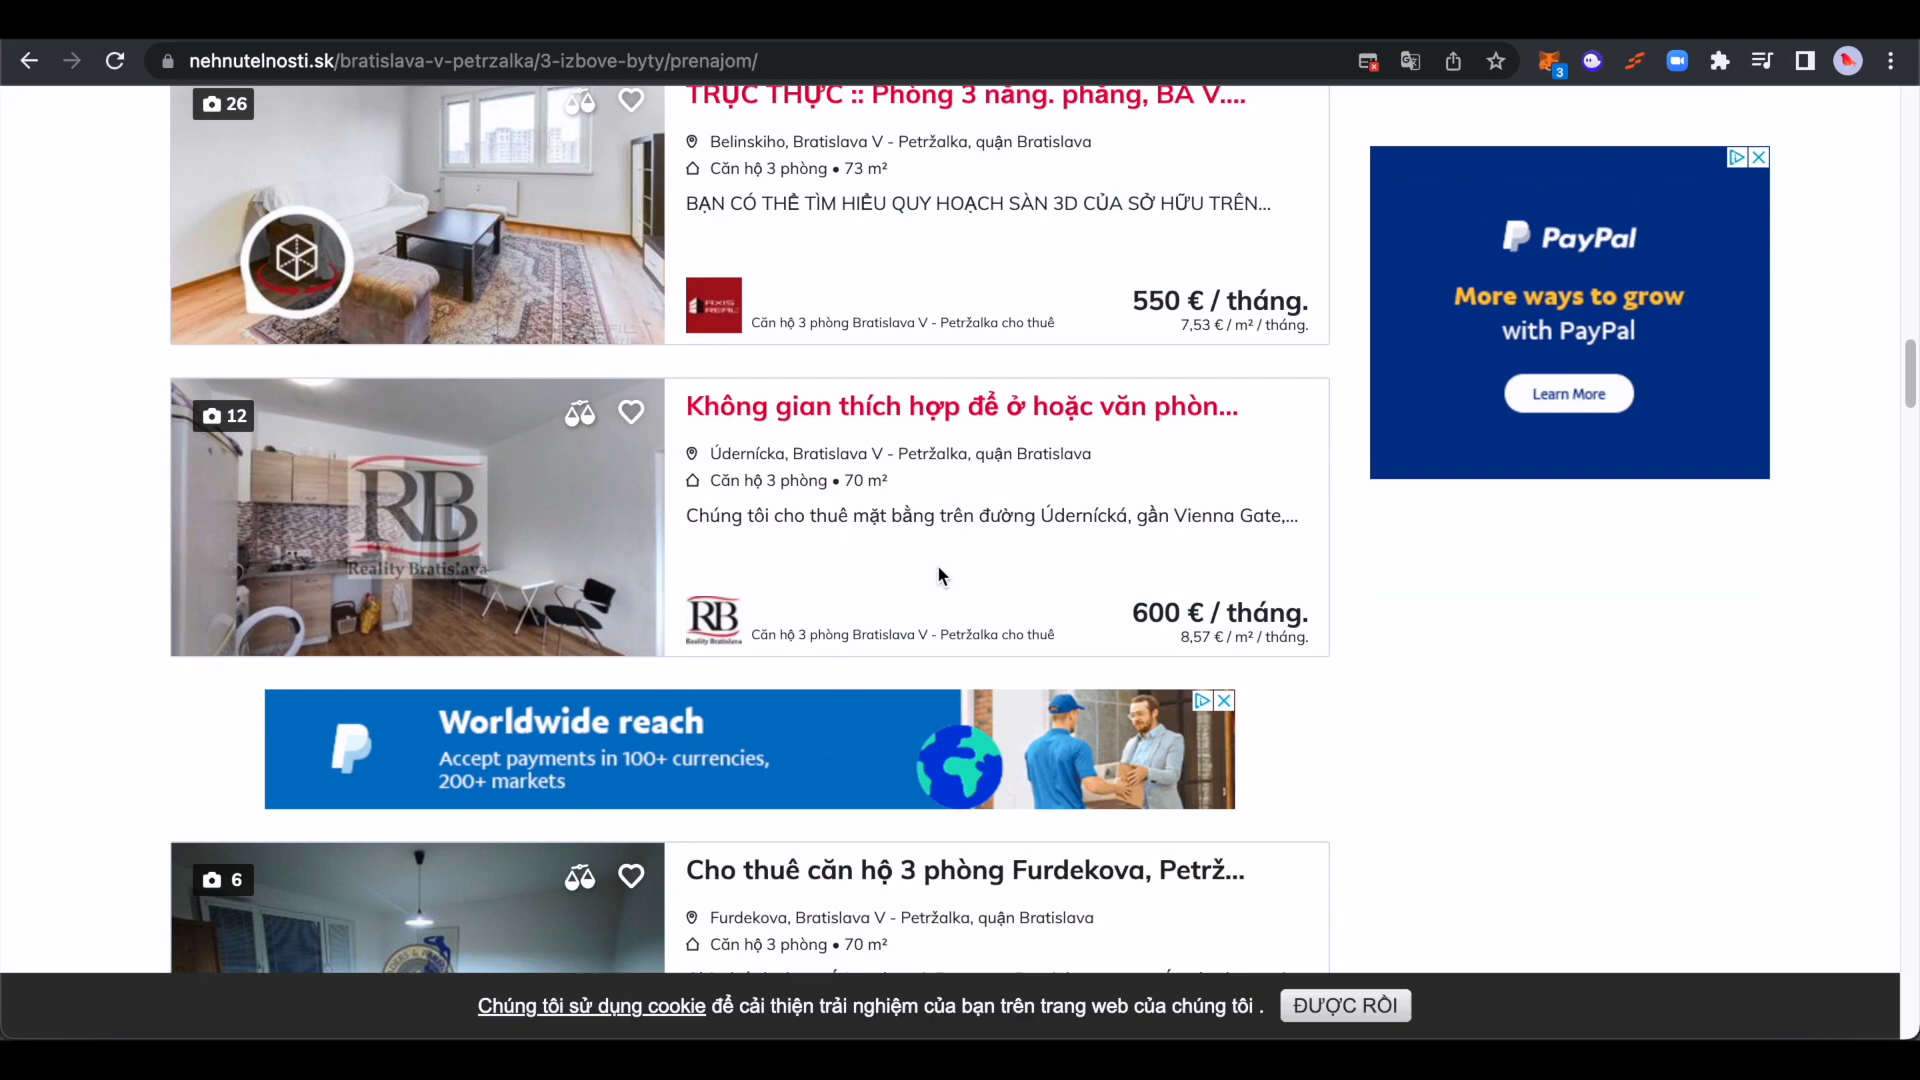 nehnutelnosti.sk/bratislava-v-petrzalka/3-izbove-byty/prenajom/
3
26
TRỰC THỰC :: Phòng 3 nắng. phẳng, BA V....
Belinskiho, Bratislava V - Petržalka, quận Bratislava
Căn hộ 3 phòng • 73 m²
BẠN CÓ THỂ TÌM HIỂU QUY HOẠCH SÀN 3D CỦA SỞ HỮU TRÊN...
AXIS REAL
Căn hộ 3 phòng Bratislava V - Petržalka cho thuê
550 € / tháng.
7,53 € / m² / tháng.
PayPal
More ways to grow
with PayPal
Learn More
12
RB
Reality Bratislava
Không gian thích hợp để ở hoặc văn phòn...
Údernícka, Bratislava V - Petržalka, quận Bratislava
Căn hộ 3 phòng • 70 m²
Chúng tôi cho thuê mặt bằng trên đường Údernícká, gần Vienna Gate,...
RB
Reality Bratislava
Căn hộ 3 phòng Bratislava V - Petržalka cho thuê
600 € / tháng.
8,57 € / m² / tháng.
Worldwide reach
Accept payments in 100+ currencies,
200+ markets
6
Cho thuê căn hộ 3 phòng Furdekova, Petrž...
Furdekova, Bratislava V - Petržalka, quận Bratislava
Căn hộ 3 phòng • 70 m²
Chúng tôi sử dụng cookie để cải thiện trải nghiệm của bạn trên trang web của chúng tôi .
ĐƯỢC RỒI